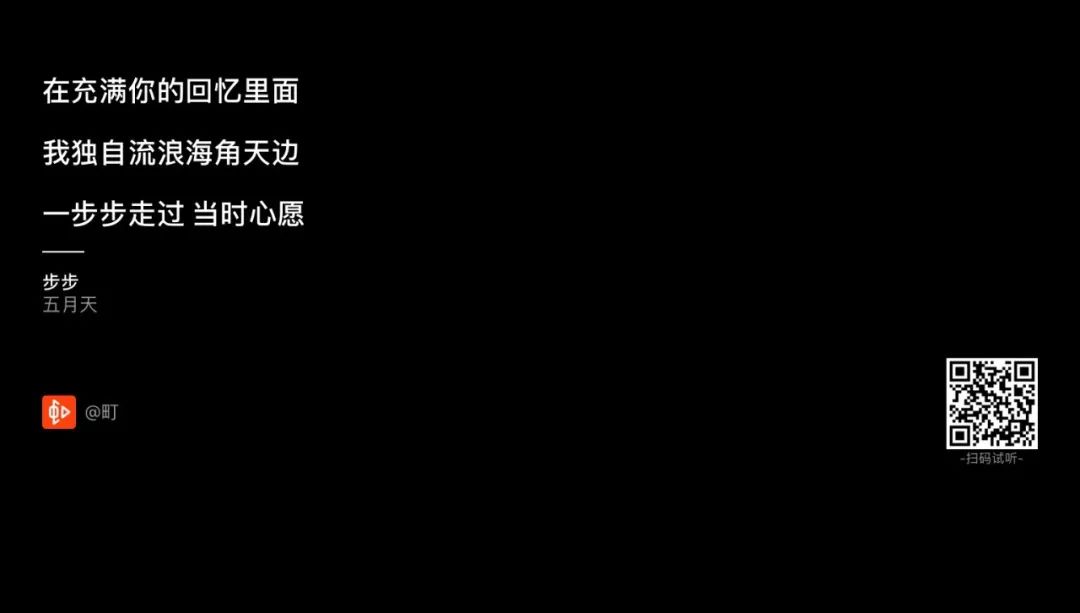 在充满你的回忆里面
我独自流浪海角天边
一步步走过 当时心愿
步步
五月天
@町
-扫码试听-